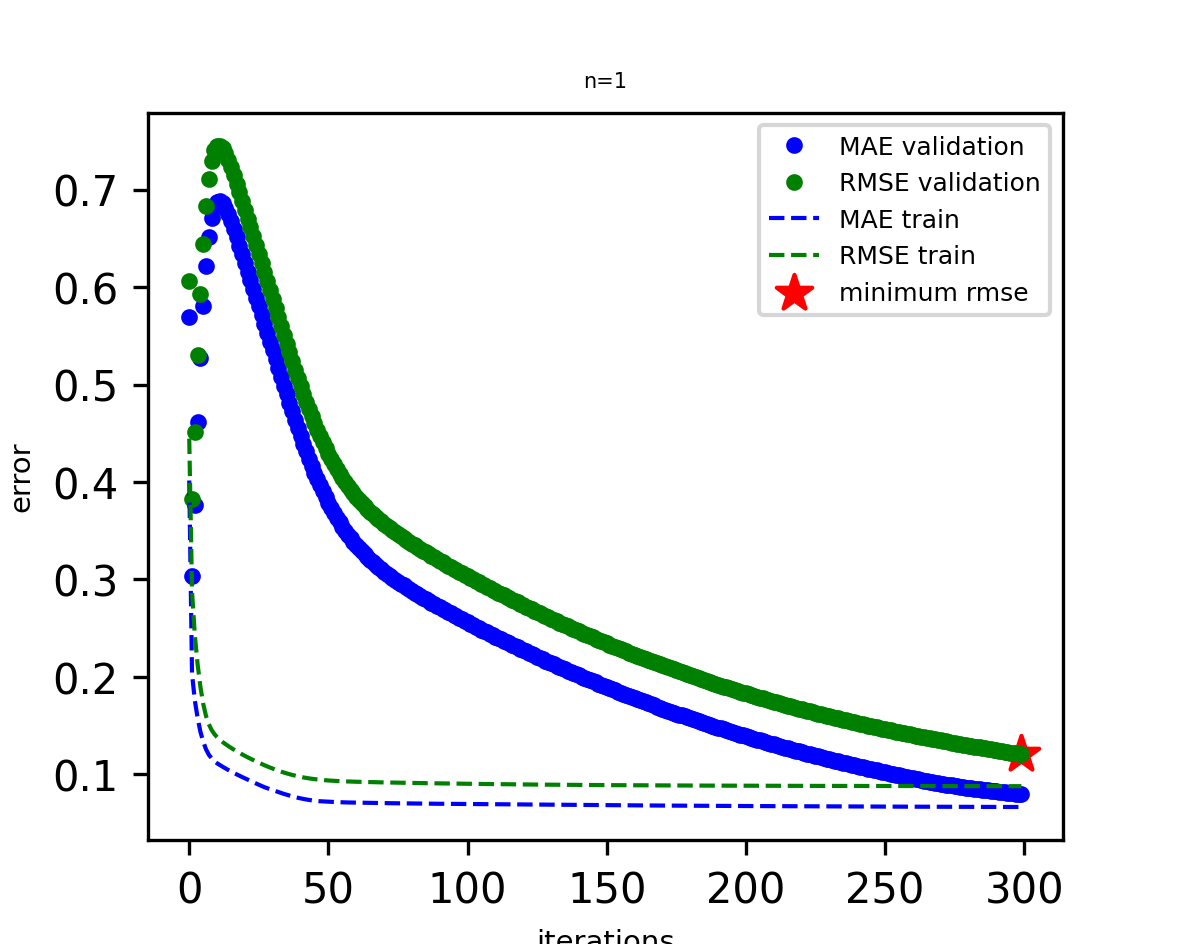 n=1
MAE validation
RMSE validation
MAE train
RMSE train
minimum rmse
error
0.7
0.6
0.5
0.4
0.3
0.2
0.1
0 50 100 150 200 250 300
iterations